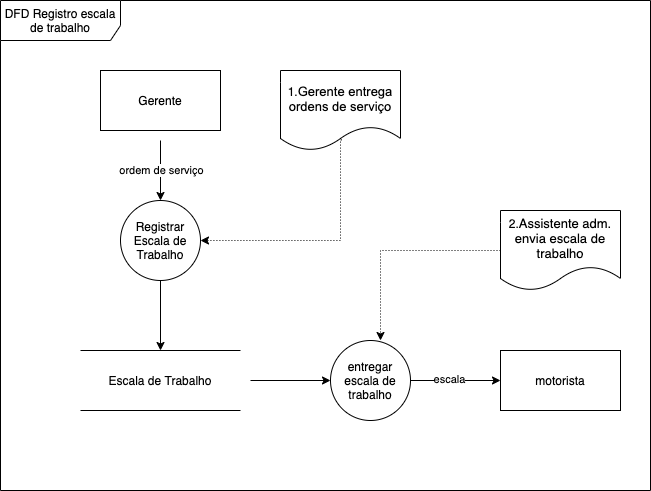 DFD Registro escala
de trabalho
Gerente
1.Gerente entrega
ordens de serviço
ordem de serviço
Registrar
Escala de
Trabalho
2.Assistente adm.
envia escala de
trabalho
Escala de Trabalho
entregar
escala de
trabalho
escala
motorista